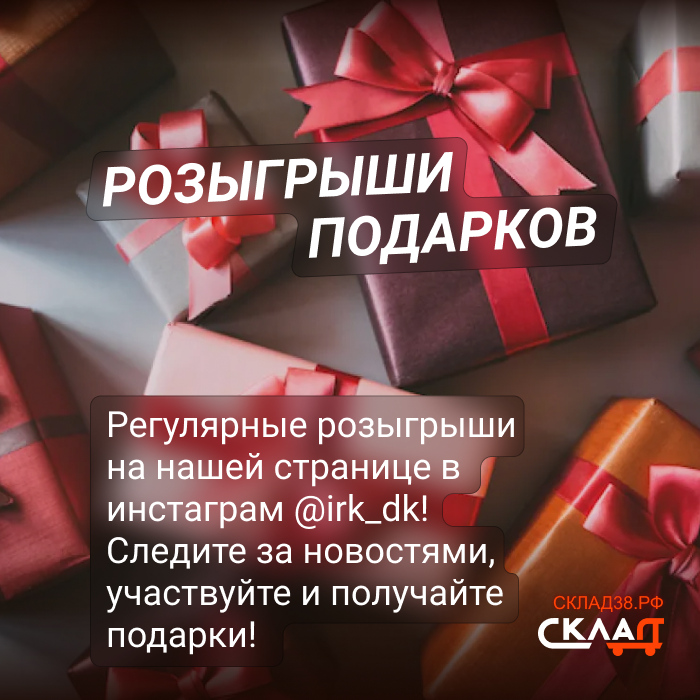 РОЗЫГРЫШИ
ПОДАРКОВ
Регулярные розыгрыши
на нашей странице в
инстаграм @irk_dk!
Следите за новостями,
участвуйте и получайте
подарки!
СКЛАД38.РФ
СКЛАД